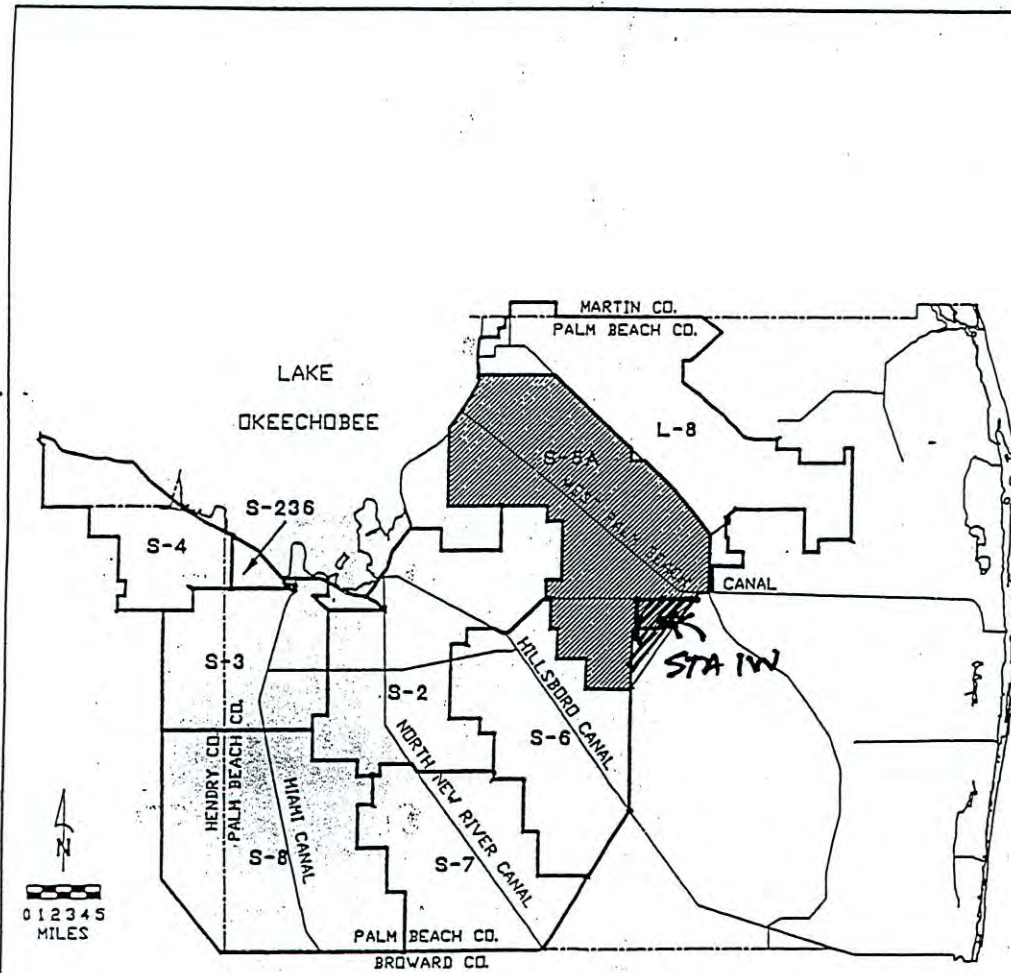 MARTIN CO.
PALM BEACH CO.
LAKE
OKEECHOBEE
L-8
S-5A
WEST PALM BEACH
CANAL
S-236
S-4
STA 1W
S-3
S-2
HILLSBORO CANAL
S-6
HENDRY CO.
PALM BEACH CO.
MIAMI CANAL
NORTH NEW RIVER CANAL
S-8
S-7
N
0 1 2 3 4 5
MILES
PALM BEACH CO.
BROWARD CO.